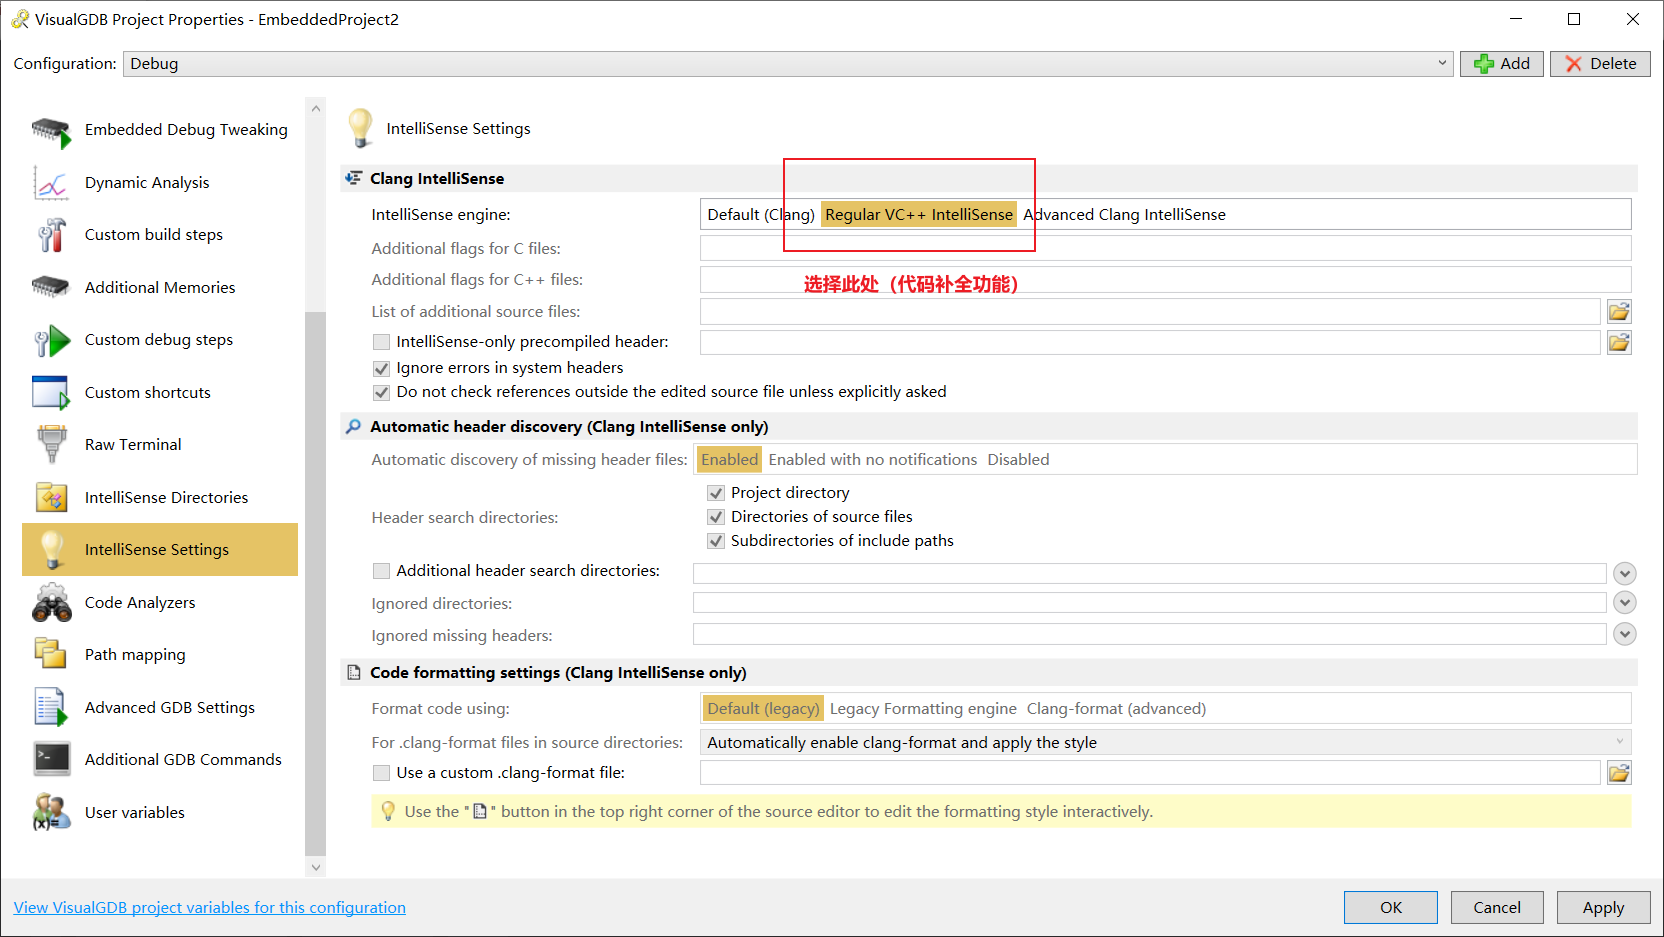 VisualGDB Project Properties - EmbeddedProject2
Configuration: Debug Add Delete
Embedded Debug Tweaking
Dynamic Analysis
Custom build steps
Additional Memories
Custom debug steps
Custom shortcuts
Raw Terminal
IntelliSense Directories
IntelliSense Settings
Code Analyzers
Path mapping
Advanced GDB Settings
Additional GDB Commands
User variables
IntelliSense Settings
Clang IntelliSense
IntelliSense engine: Default (Clang) Regular VC++ IntelliSense Advanced Clang IntelliSense
Additional flags for C files:
Additional flags for C++ files:
选择此处（代码补全功能）
List of additional source files:
IntelliSense-only precompiled header:
Ignore errors in system headers
Do not check references outside the edited source file unless explicitly asked
Automatic header discovery (Clang IntelliSense only)
Automatic discovery of missing header files: Enabled Enabled with no notifications Disabled
Project directory
Header search directories: Directories of source files
Subdirectories of include paths
Additional header search directories:
Ignored directories:
Ignored missing headers:
Code formatting settings (Clang IntelliSense only)
Format code using: Default (legacy) Legacy Formatting engine Clang-format (advanced)
For .clang-format files in source directories: Automatically enable clang-format and apply the style
Use a custom .clang-format file:
Use the " " button in the top right corner of the source editor to edit the formatting style interactively.
View VisualGDB project variables for this configuration
OK Cancel Apply